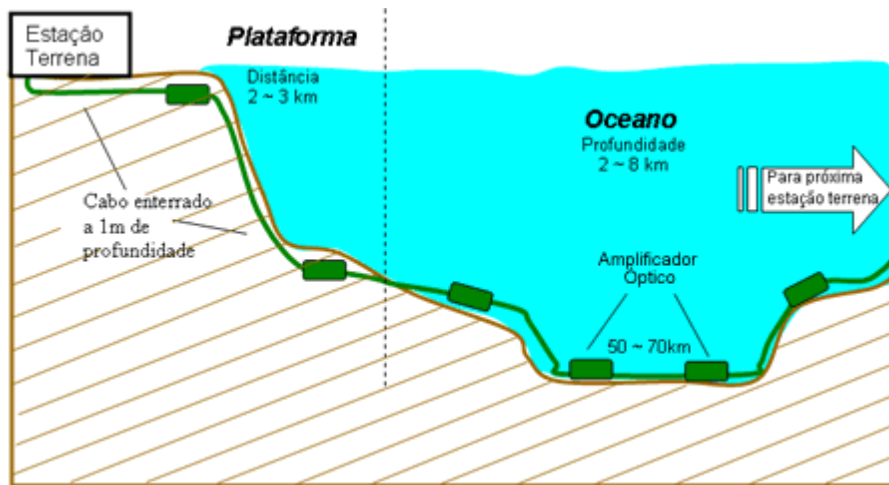 Estação
Terrena
Plataforma
Distância
2 ~ 3 km
Oceano
Profundidade
2 ~ 8 km
Para próxima
estação terrena
Cabo enterrado
a 1m de
profundidade
Amplificador
Óptico
50 ~ 70km